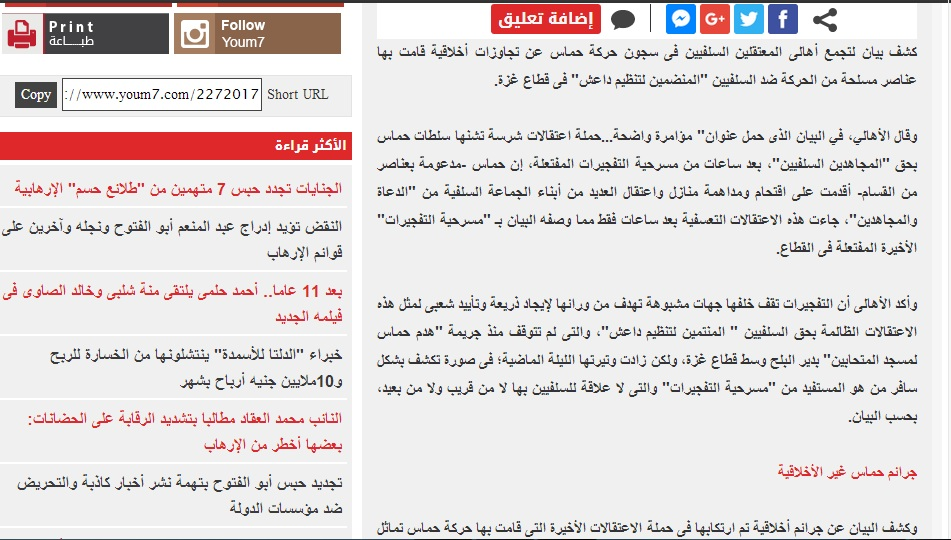 إضافة تعليق
كشف بيان لتجمع أهالى المعتقلين السلفيين فى سجون حركة حماس عن تجاوزات أخلاقية قامت بها
عناصر مسلحة من الحركة ضد السلفيين "المنضمين لتنظيم داعش" فى قطاع غزة.
وقال الأهالي، في البيان الذى حمل عنوان" مؤامرة واضحة...حملة اعتقالات شرسة تشنها سلطات حماس
بحق "المجاهدين السلفيين"، بعد ساعات من مسرحية التفجيرات المفتعلة، إن حماس -مدعومة بعناصر
من القسام- أقدمت على اقتحام ومداهمة منازل واعتقال العديد من أبناء الجماعة السلفية من "الدعاة
والمجاهدين"، جاءت هذه الاعتقالات التعسفية بعد ساعات فقط مما وصفه البيان بـ "مسرحية التفجيرات"
الأخيرة المفتعلة فى القطاع.
وأكد الأهالى أن التفجيرات تقف خلفها جهات مشبوهة تهدف من ورائها لإيجاد ذريعة وتأييد شعبى لمثل هذه
الاعتقالات الظالمة بحق السلفيين " المنتمين لتنظيم داعش"، والتى لم تتوقف منذ جريمة "هدم حماس
لمسجد المتحابين" بدير البلح وسط قطاع غزة، ولكن زادت وتيرتها الليلة الماضية؛ فى صورة تكشف بشكل
سافر من هو المستفيد من "مسرحية التفجيرات" والتى لا علاقة للسلفيين بها لا من قريب ولا من بعيد،
بحسب البيان.
جرائم حماس غير الأخلاقية
وكشف البيان عن جرائم أخلاقية تم ارتكابها فى حملة الاعتقالات الأخيرة التى قامت بها حركة حماس تماثل
Print
طبـاعة
Follow
Youm7
Copy ://www.youm7.com/2272017 Short URL
الأكثر قراءة
الجنايات تجدد حبس 7 متهمين من "طلائع حسم" الإرهابية
النقض تؤيد إدراج عبد المنعم أبو الفتوح ونجله وآخرين على
قوائم الإرهاب
بعد 11 عاما.. أحمد حلمى يلتقى منة شلبى وخالد الصاوى فى
فيلمه الجديد
خبراء "الدلتا للأسمدة" ينتشلونها من الخسارة للربح
و10ملايين جنيه أرباح بشهر
النائب محمد العقاد مطالبا بتشديد الرقابة على الحضانات:
بعضها أخطر من الإرهاب
تجديد حبس أبو الفتوح بتهمة نشر أخبار كاذبة والتحريض
ضد مؤسسات الدولة